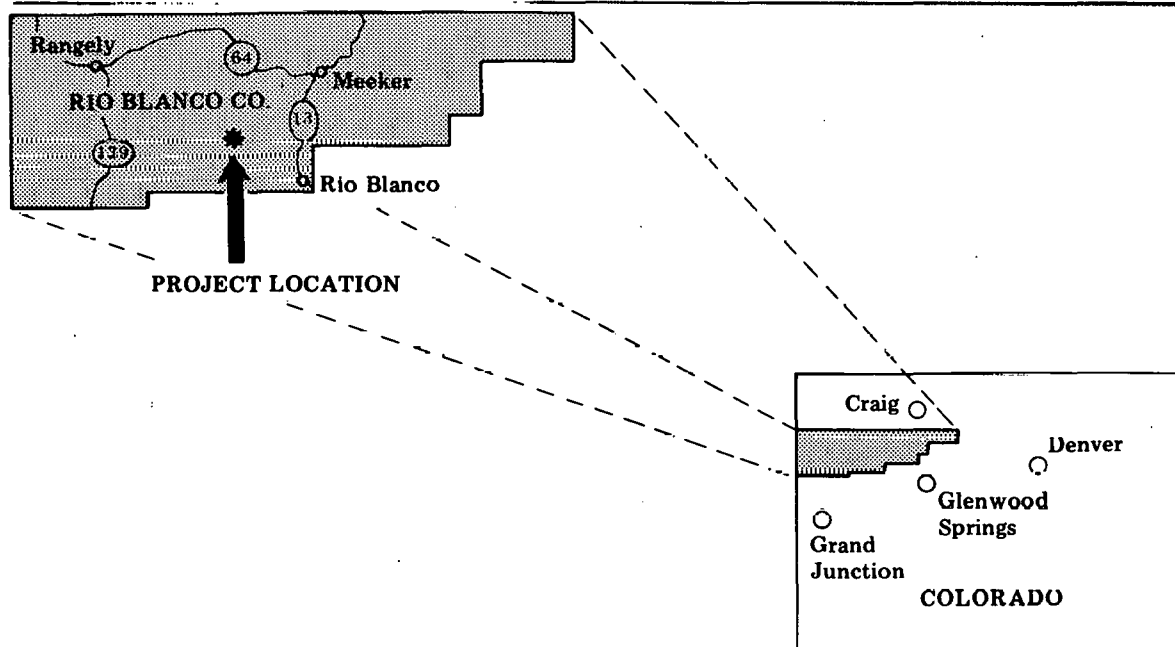 Rangely
64
Meeker
RIO BLANCO CO.
13
139
Rio Blanco
PROJECT LOCATION
Craig
Denver
Glenwood
Springs
Grand
Junction
COLORADO